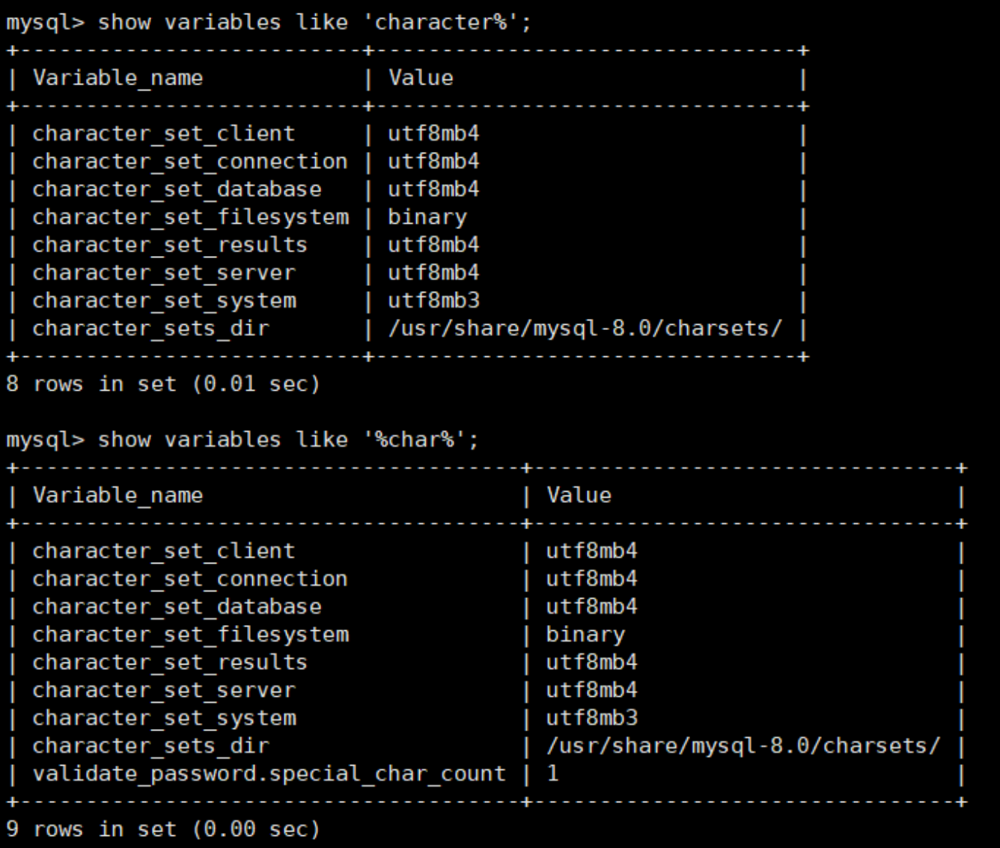 mysql> show variables like 'character%';
+--------------------------+--------------------------------+
| Variable_name            | Value                          |
+--------------------------+--------------------------------+
| character_set_client     | utf8mb4                        |
| character_set_connection | utf8mb4                        |
| character_set_database   | utf8mb4                        |
| character_set_filesystem | binary                         |
| character_set_results    | utf8mb4                        |
| character_set_server     | utf8mb4                        |
| character_set_system     | utf8mb3                        |
| character_sets_dir       | /usr/share/mysql-8.0/charsets/ |
+--------------------------+--------------------------------+
8 rows in set (0.01 sec)

mysql> show variables like '%char%';
+--------------------------------------+--------------------------------+
| Variable_name                        | Value                          |
+--------------------------------------+--------------------------------+
| character_set_client                 | utf8mb4                        |
| character_set_connection             | utf8mb4                        |
| character_set_database               | utf8mb4                        |
| character_set_filesystem             | binary                         |
| character_set_results                | utf8mb4                        |
| character_set_server                 | utf8mb4                        |
| character_set_system                 | utf8mb3                        |
| character_sets_dir                   | /usr/share/mysql-8.0/charsets/ |
| validate_password.special_char_count | 1                              |
+--------------------------------------+--------------------------------+
9 rows in set (0.00 sec)